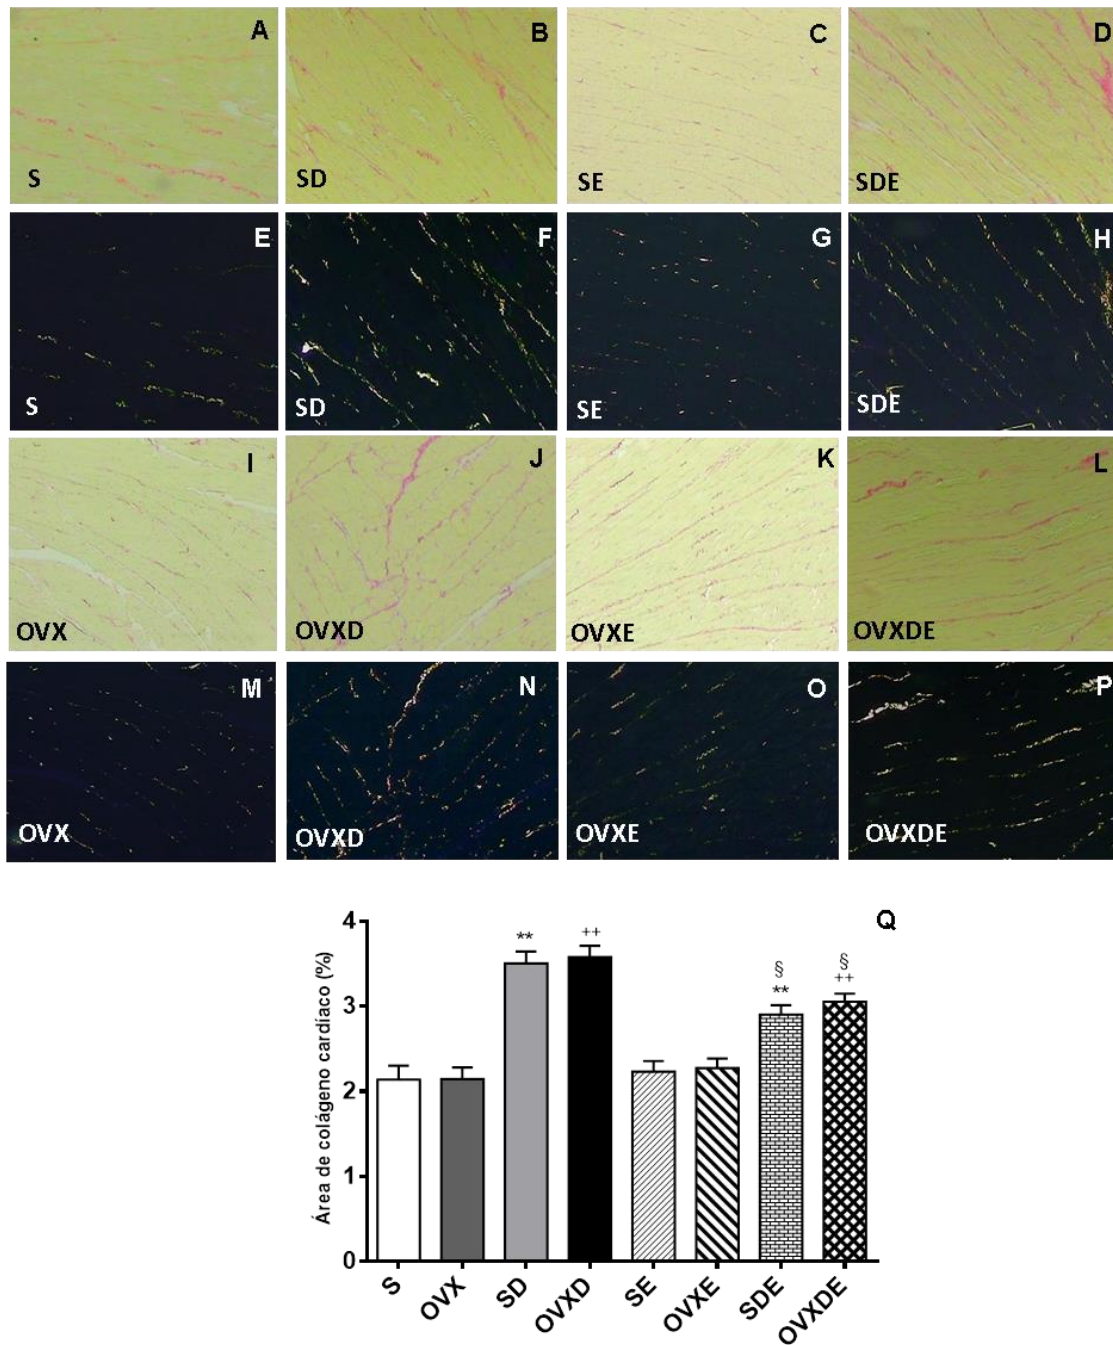 A
B
C
D
S
SD
SE
SDE
E
F
G
H
S
SD
SE
SDE
I
J
K
L
OVX
OVXD
OVXE
OVXDE
M
N
O
P
OVX
OVXD
OVXE
OVXDE
Q
Área de colágeno cardíaco (%)
4
3
2
1
0
**
++
§
**
§
++
S
OVX
SD
OVXD
SE
OVXE
SDE
OVXDE